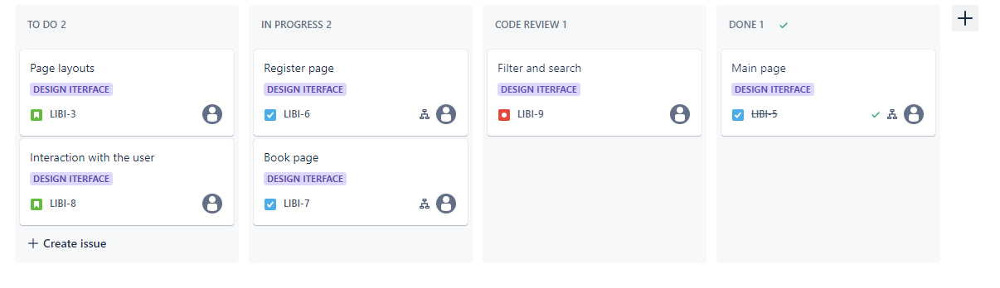 TO DO 2
Page layouts
DESIGN ITERFACE
LIBI-3
Interaction with the user
DESIGN ITERFACE
LIBI-8
Create issue
IN PROGRESS 2
Register page
DESIGN ITERFACE
LIBI-6
Book page
DESIGN ITERFACE
LIBI-7
CODE REVIEW 1
Filter and search
DESIGN ITERFACE
LIBI-9
DONE 1
Main page
DESIGN ITERFACE
LIBI-5